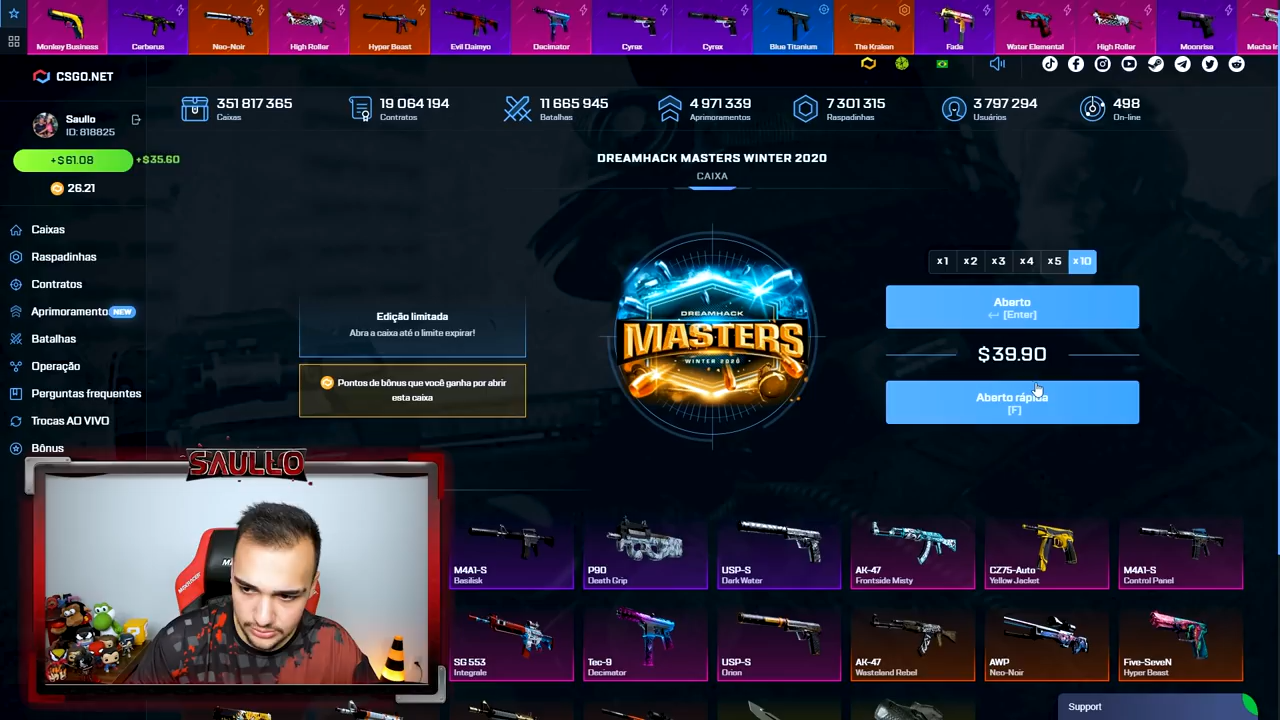 Monkey Business
Cerberus
Neo-Noir
High Roller
Hyper Beast
Evil Daimyo
Decimator
Cyrex
Cyrex
Blue Titanium
The Kraken
Fade
Water Elemental
High Roller
Moonrise
Mecha In
CSGO.NET
Saullo
ID: 818825
+$61.08
+$35.60
26.21
351 817 365
Caixas
19 064 194
Contratos
11 665 945
Batalhas
4 971 339
Aprimoramentos
7 301 315
Raspadinhas
3 797 294
Usuários
498
On-line
Caixas
Raspadinhas
Contratos
Aprimoramento NEW
Batalhas
Operação
Perguntas frequentes
Trocas AO VIVO
Bônus
DREAMHACK MASTERS WINTER 2020
CAIXA
Edição limitada
Abra a caixa até o limite expirar!
Pontos de bônus que você ganha por abrir
esta caixa
DREAMHACK
MASTERS
WINTER 2020
x1 x2 x3 x4 x5 x10
Aberto
[Enter]
$39.90
Aberto rápida
[F]
SAULLO
M4A1-S
Basilisk
P90
Death Grip
USP-S
Dark Water
AK-47
Frontside Misty
CZ75-Auto
Yellow Jacket
M4A1-S
Control Panel
SG 553
Integrale
Tec-9
Decimator
USP-S
Orion
AK-47
Wasteland Rebel
AWP
Neo-Noir
Five-SeveN
Hyper Beast
Support